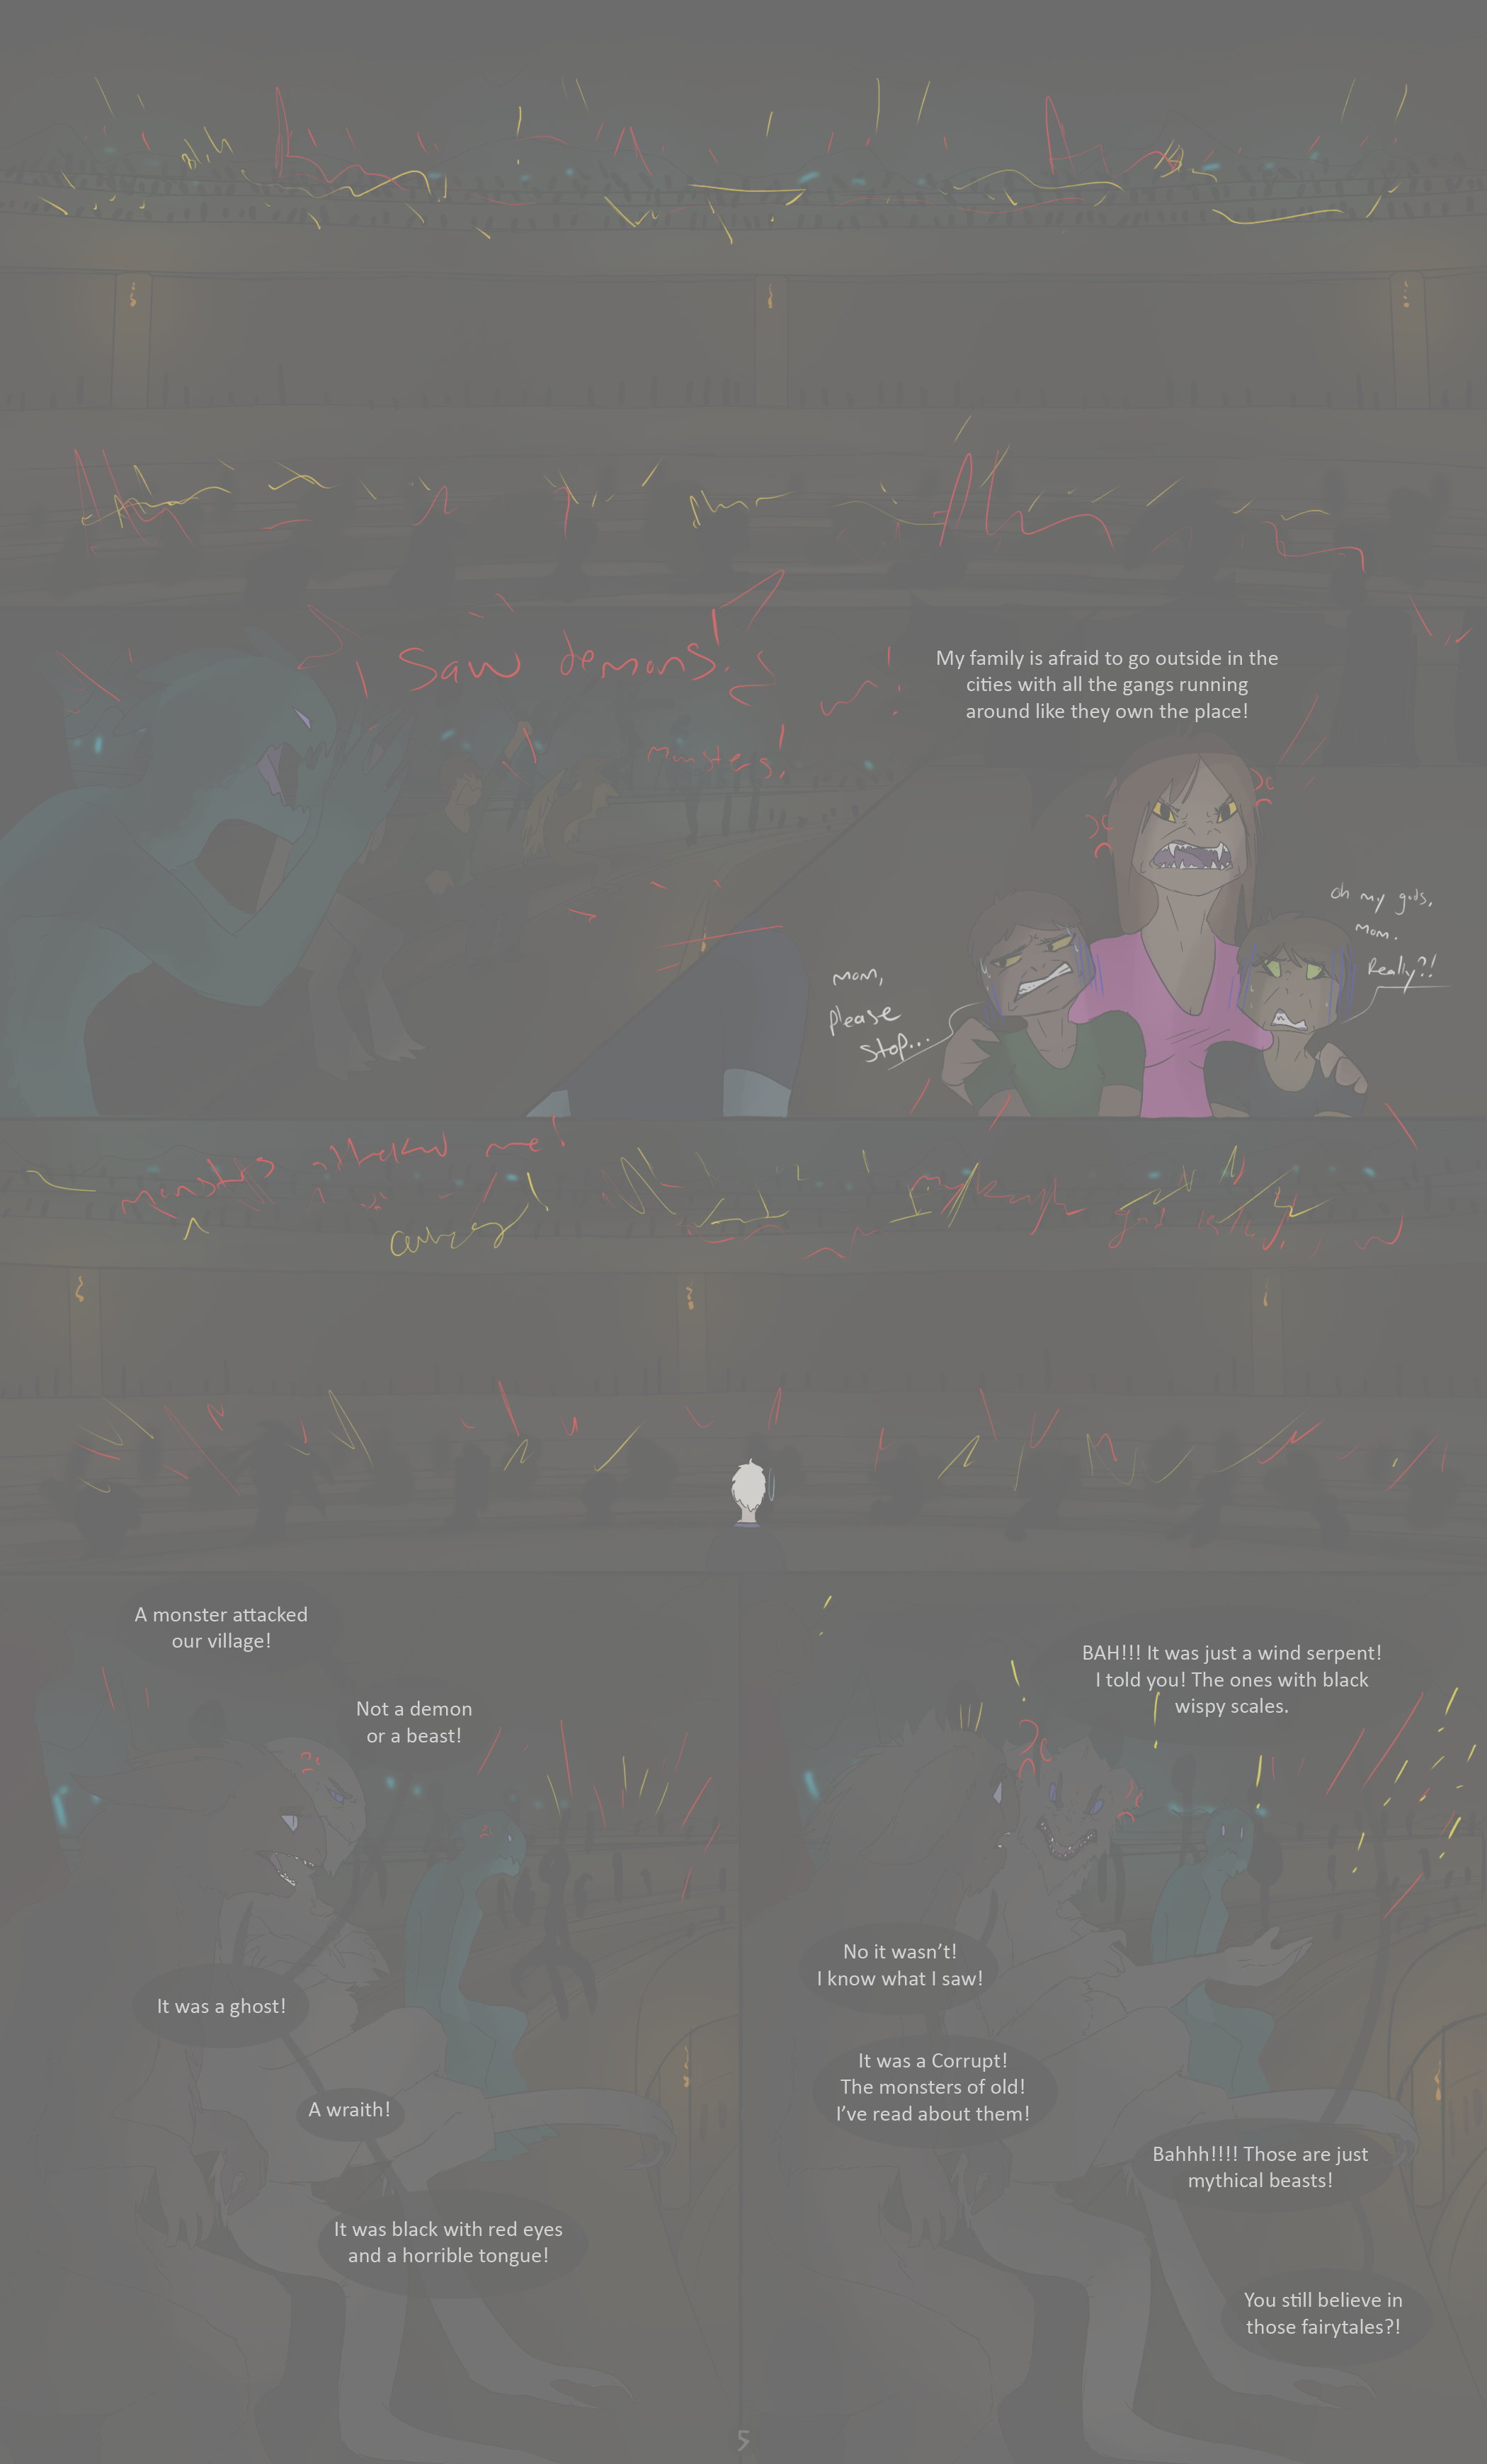 I saw demons!
My family is afraid to go outside in the
cities with all the gangs running
around like they own the place!
monsters!
oh my gods,
mom.
Really?!
mom,
please
stop...
monsters attacked me!
A monster attacked
our village!
Not a demon
or a beast!
It was a ghost!
A wraith!
It was black with red eyes
and a horrible tongue!
BAH!!! It was just a wind serpent!
I told you! The ones with black
wispy scales.
No it wasn't!
I know what I saw!
It was a Corrupt!
The monsters of old!
I've read about them!
Bahhh!!!! Those are just
mythical beasts!
You still believe in
those fairytales?!
5